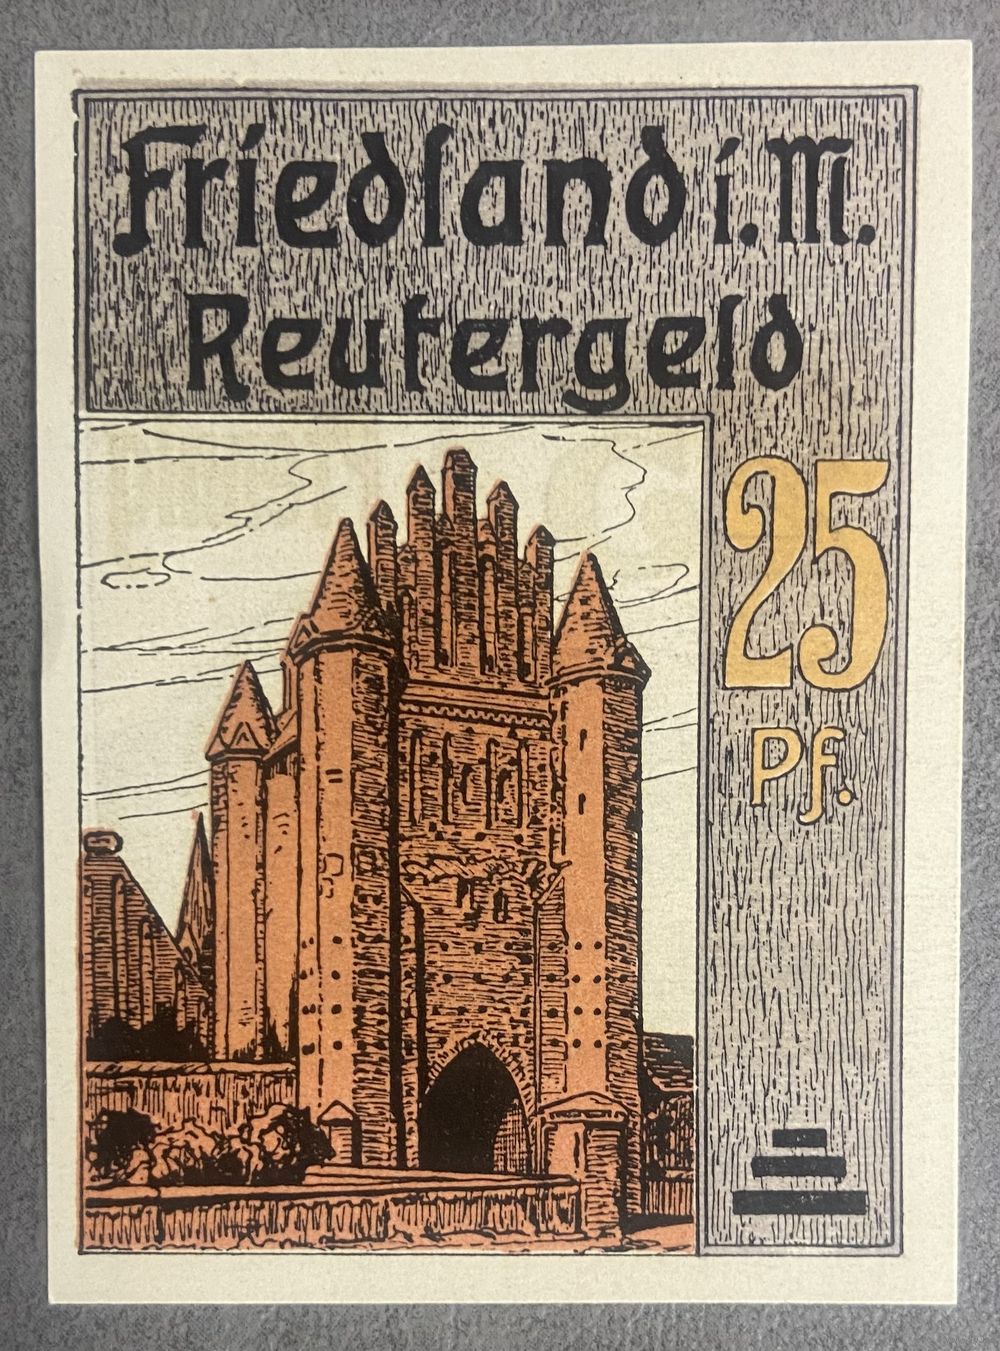 Friedland i. M.
Reutergeld
25
Pf.